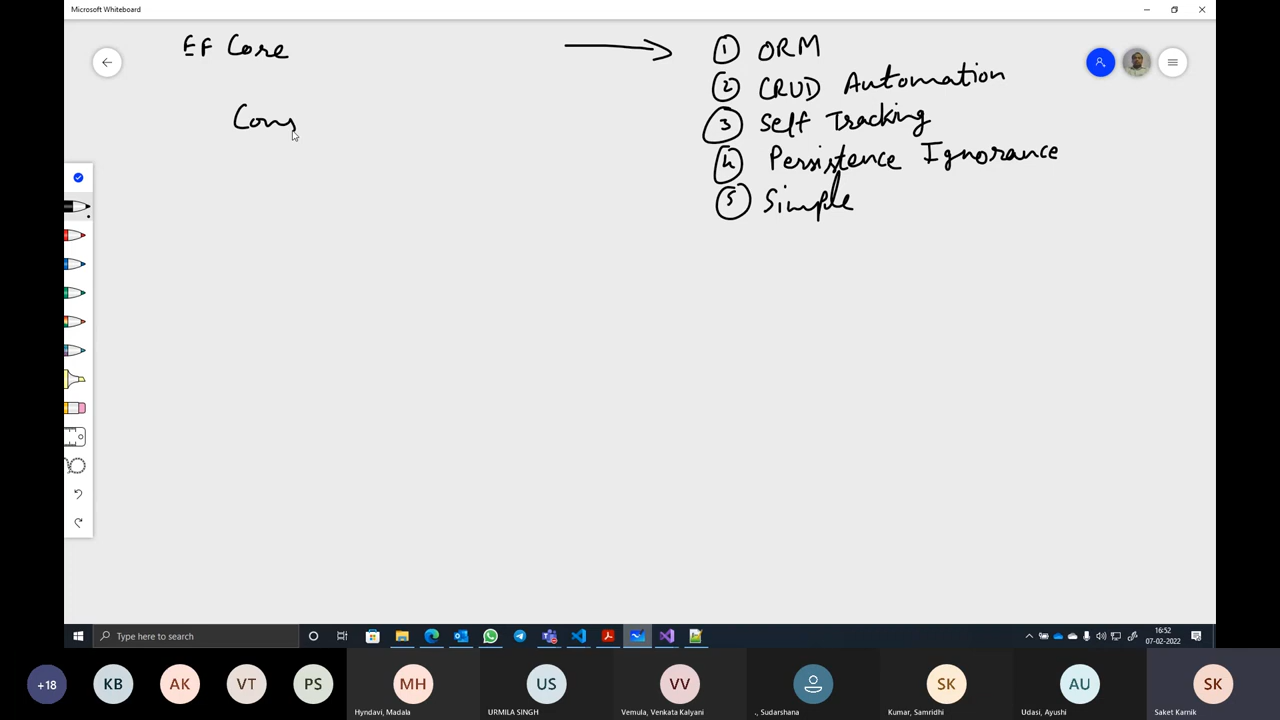 Microsoft Whiteboard
EF Core
① ORM
② CRUD Automation
③ Self Tracking
④ Persistence Ignorance
⑤ Simple
Cons
Type here to search
16:52
07-02-2022
+18
KB
AK
VT
PS
MH
US
VV
SK
AU
SK
Hyndavi, Madala
URMILA SINGH
Vemula, Venkata Kalyani
., Sudarshana
Kumar, Samridhi
Udasi, Ayushi
Saket Karnik